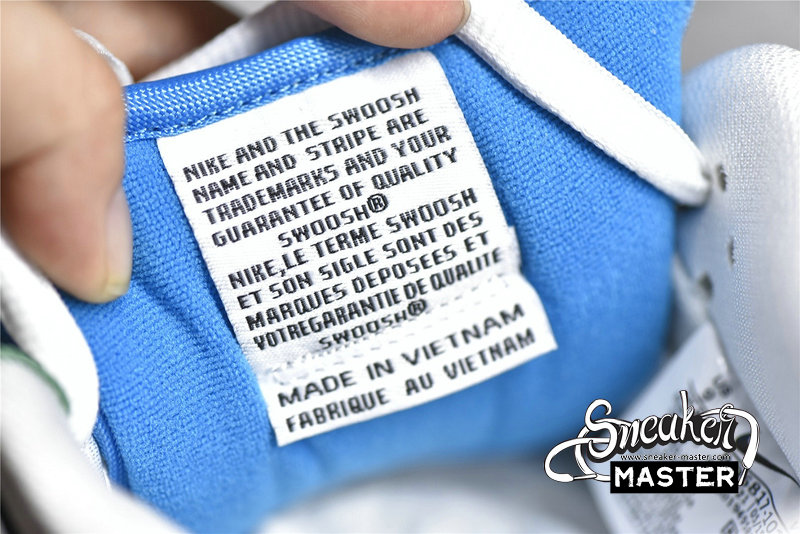 NIKE AND THE SWOOSH
NAME AND STRIPE ARE
TRADEMARKS AND YOUR
GUARANTEE OF QUALITY
SWOOSH®
NIKE,LE TERME SWOOSH
ET SON SIGLE SONT DES
MARQUES DEPOSEES ET
VOTREGARANTIE DE QUALITE
SWOOSH®
MADE IN VIETNAM
FABRIQUE AU VIETNAM
Sneaker
www.sneaker-master.com
MASTER